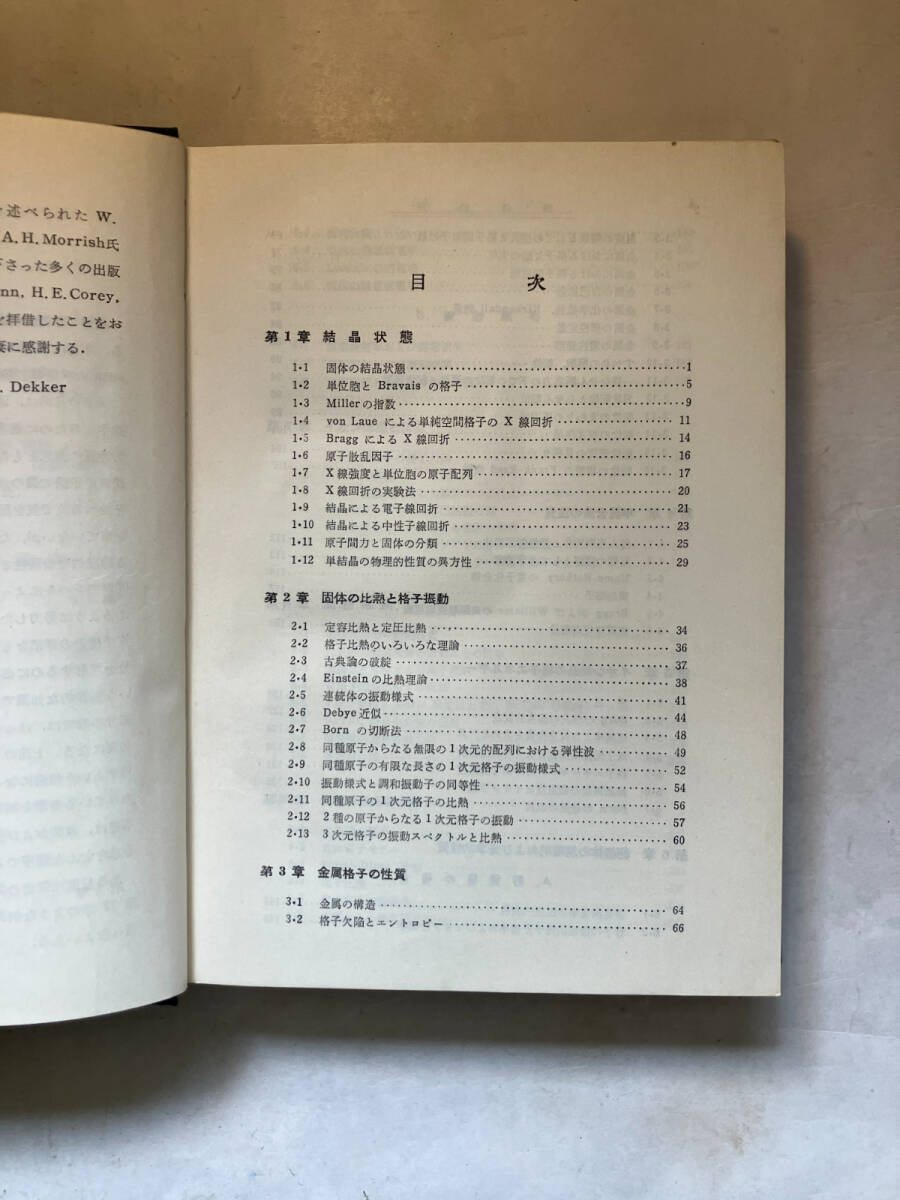 述べられた W.
A. H. Morrish氏
下さった多くの出版
nn, H. E. Corey,
を拝借したことをお
に感謝する.
. Dekker
目 次
第1章 結晶状態
1・1 固体の結晶状態 1
1・2 単位胞と Bravais の格子 5
1・3 Millerの指数 9
1・4 von Laue による単純空間格子の X 線回折 11
1・5 Bragg による X 線回折 14
1・6 原子散乱因子 16
1・7 X線強度と単位胞の原子配列 17
1・8 X線回折の実験法 20
1・9 結晶による電子線回折 21
1・10 結晶による中性子線回折 23
1・11 原子間力と固体の分類 25
1・12 単結晶の物理的性質の異方性 29
第2章 固体の比熱と格子振動
2・1 定容比熱と定圧比熱 34
2・2 格子比熱のいろいろな理論 36
2・3 古典論の破綻 37
2・4 Einsteinの比熱理論 38
2・5 連続体の振動様式 41
2・6 Debye近似 44
2・7 Born の切断法 48
2・8 同種原子からなる無限の1次元的配列における弾性波 49
2・9 同種原子の有限な長さの1次元格子の振動様式 52
2・10 振動様式と調和振動子の同等性 54
2・11 同種原子の1次元格子の比熱 56
2・12 2種の原子からなる1次元格子の振動 57
2・13 3次元格子の振動スペクトルと比熱 60
第3章 金属格子の性質
3・1 金属の構造 64
3・2 格子欠陥とエントロピー 66